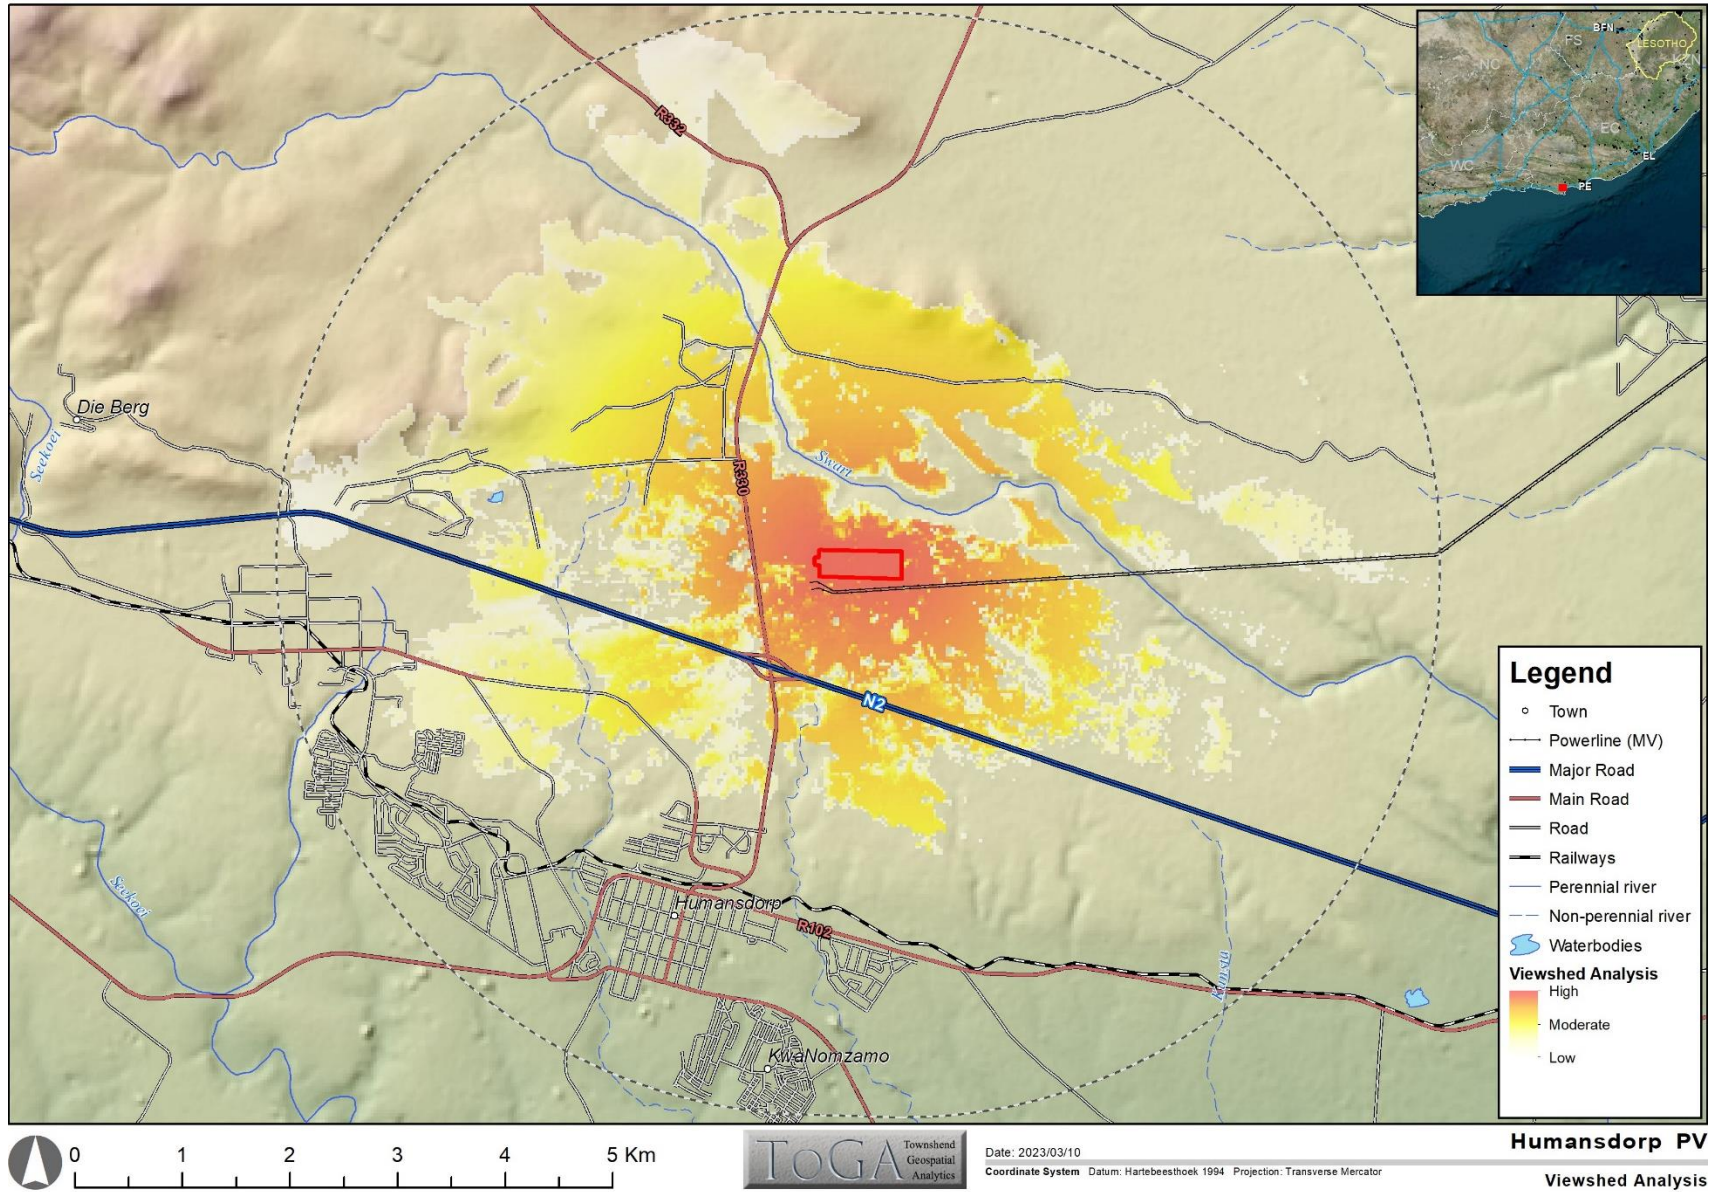 BFN
FS
LESOTHO
NC
KZN
EC
EL
WC
PE
R332
Die Berg
Seekoei
Swart
R330
N2
Seekoei
Humansdorp
R102
KwaNomzamo
Legend
Town
Powerline (MV)
Major Road
Main Road
Road
Railways
Perennial river
Non-perennial river
Waterbodies
Viewshed Analysis
High
Moderate
Low
0 1 2 3 4 5 Km
ToGA
Townshend
Geospatial
Analytics
Date: 2023/03/10
Coordinate System Datum: Hartebeesthoek 1994 Projection: Transverse Mercator
Humansdorp PV
Viewshed Analysis